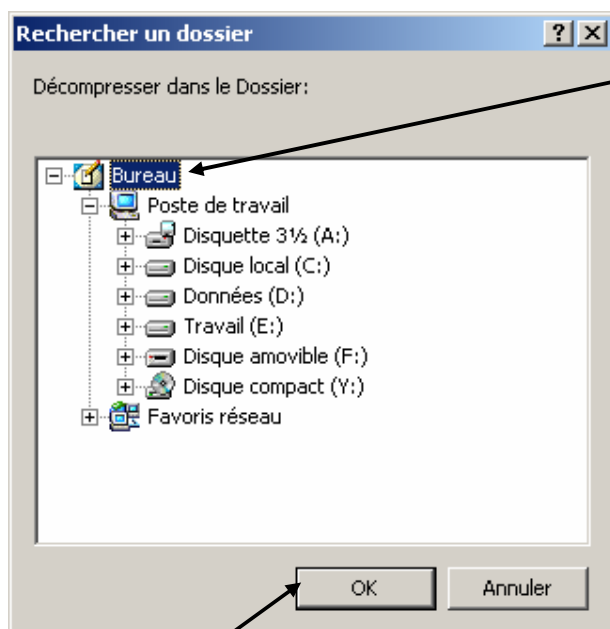 Rechercher un dossier
Décompresser dans le Dossier:
Bureau
Poste de travail
Disquette 3½ (A:)
Disque local (C:)
Données (D:)
Travail (E:)
Disque amovible (F:)
Disque compact (Y:)
Favoris réseau
OK Annuler